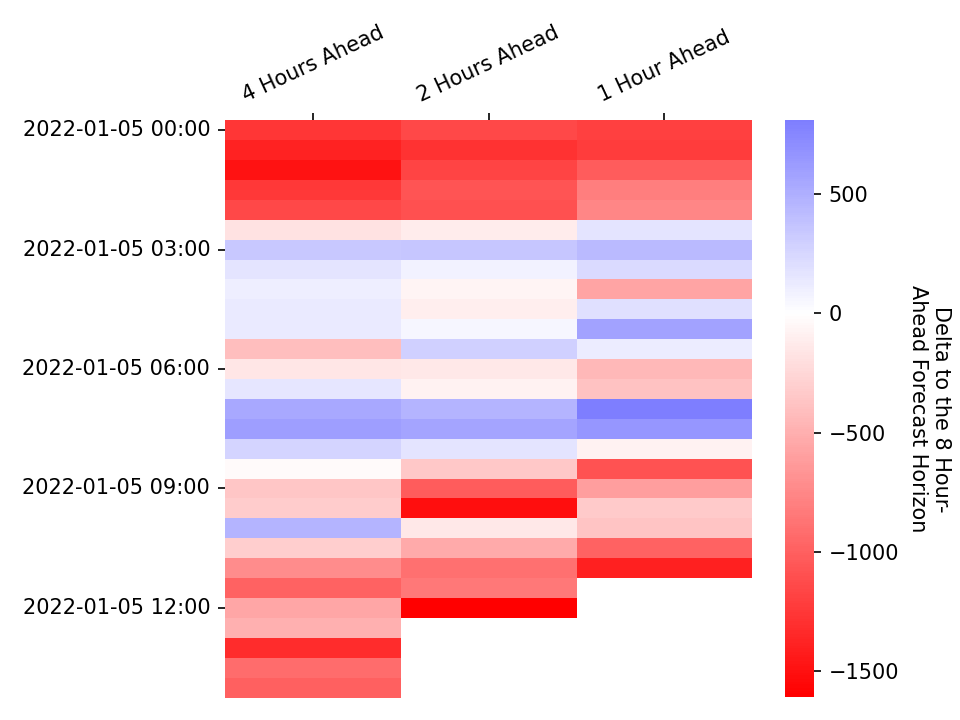 4 Hours Ahead
2 Hours Ahead
1 Hour Ahead
2022-01-05 00:00
2022-01-05 03:00
2022-01-05 06:00
2022-01-05 09:00
2022-01-05 12:00
500
0
−500
−1000
−1500
Delta to the 8 Hour-
Ahead Forecast Horizon